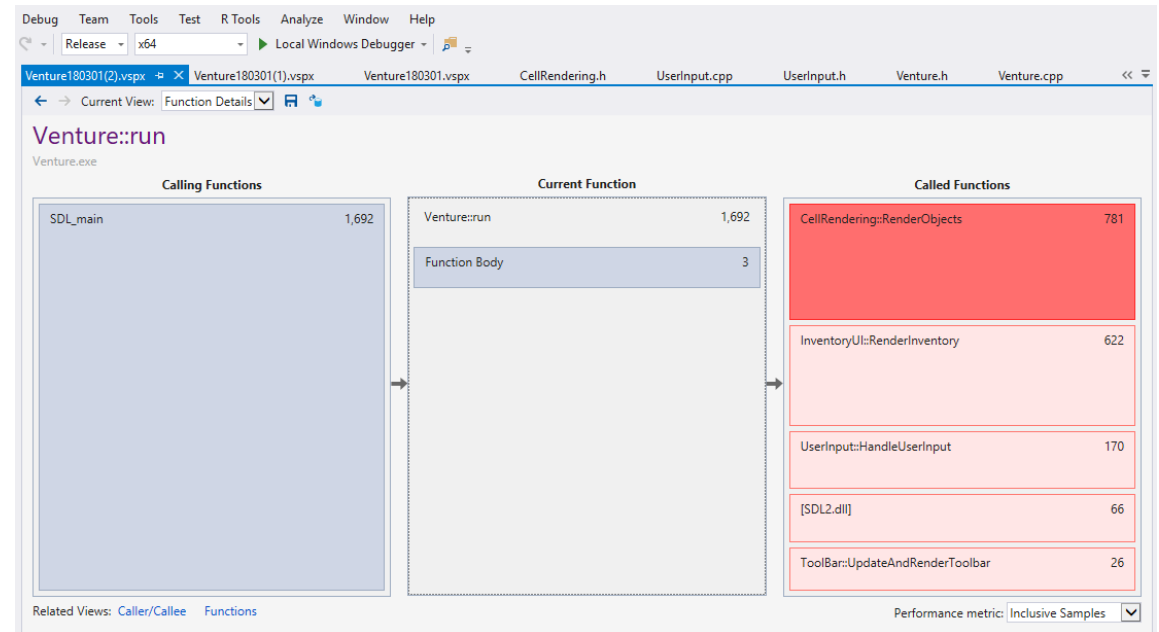 Debug Team Tools Test R Tools Analyze Window Help
Release x64 Local Windows Debugger
Venture180301(2).vspx Venture180301(1).vspx Venture180301.vspx CellRendering.h UserInput.cpp UserInput.h Venture.h Venture.cpp
Current View: Function Details
Venture::run
Venture.exe
Calling Functions Current Function Called Functions
SDL_main 1,692 Venture::run 1,692 CellRendering::RenderObjects 781
Function Body 3
InventoryUI::RenderInventory 622
UserInput::HandleUserInput 170
[SDL2.dll] 66
ToolBar::UpdateAndRenderToolbar 26
Related Views: Caller/Callee Functions Performance metric: Inclusive Samples